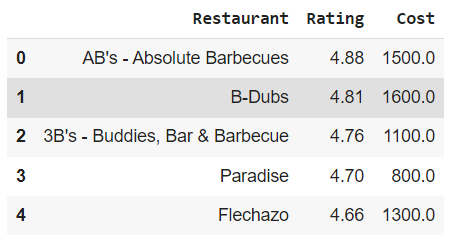 Restaurant Rating Cost
0 AB's - Absolute Barbecues 4.88 1500.0
1 B-Dubs 4.81 1600.0
2 3B's - Buddies, Bar & Barbecue 4.76 1100.0
3 Paradise 4.70 800.0
4 Flechazo 4.66 1300.0